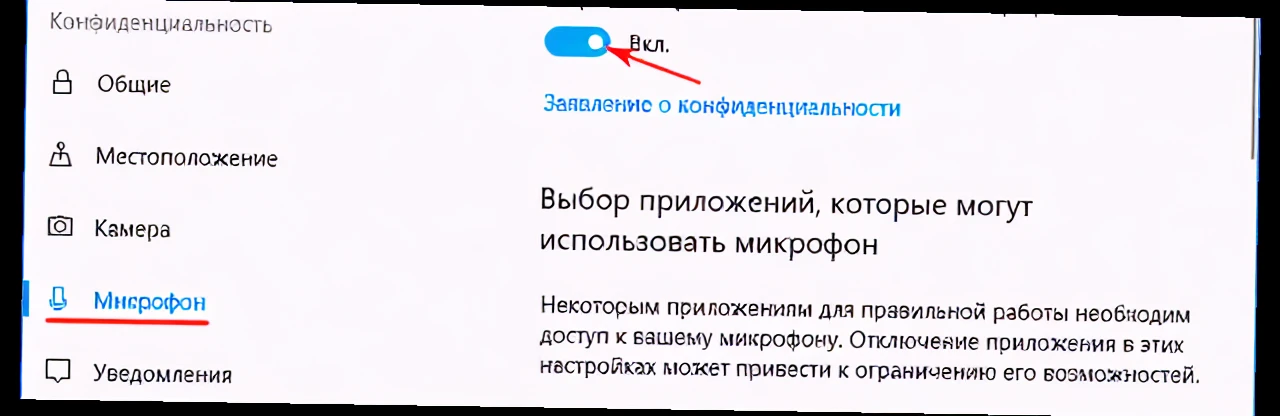 Конфиденциальность
Общие
Местоположение
Камера
Микрофон
Уведомления
Вкл.
Заявление о конфиденциальности
Выбор приложений, которые могут
использовать микрофон
Некоторым приложениям для правильной работы необходим
доступ к вашему микрофону. Отключение приложения в этих
настройках может привести к ограничению его возможностей.